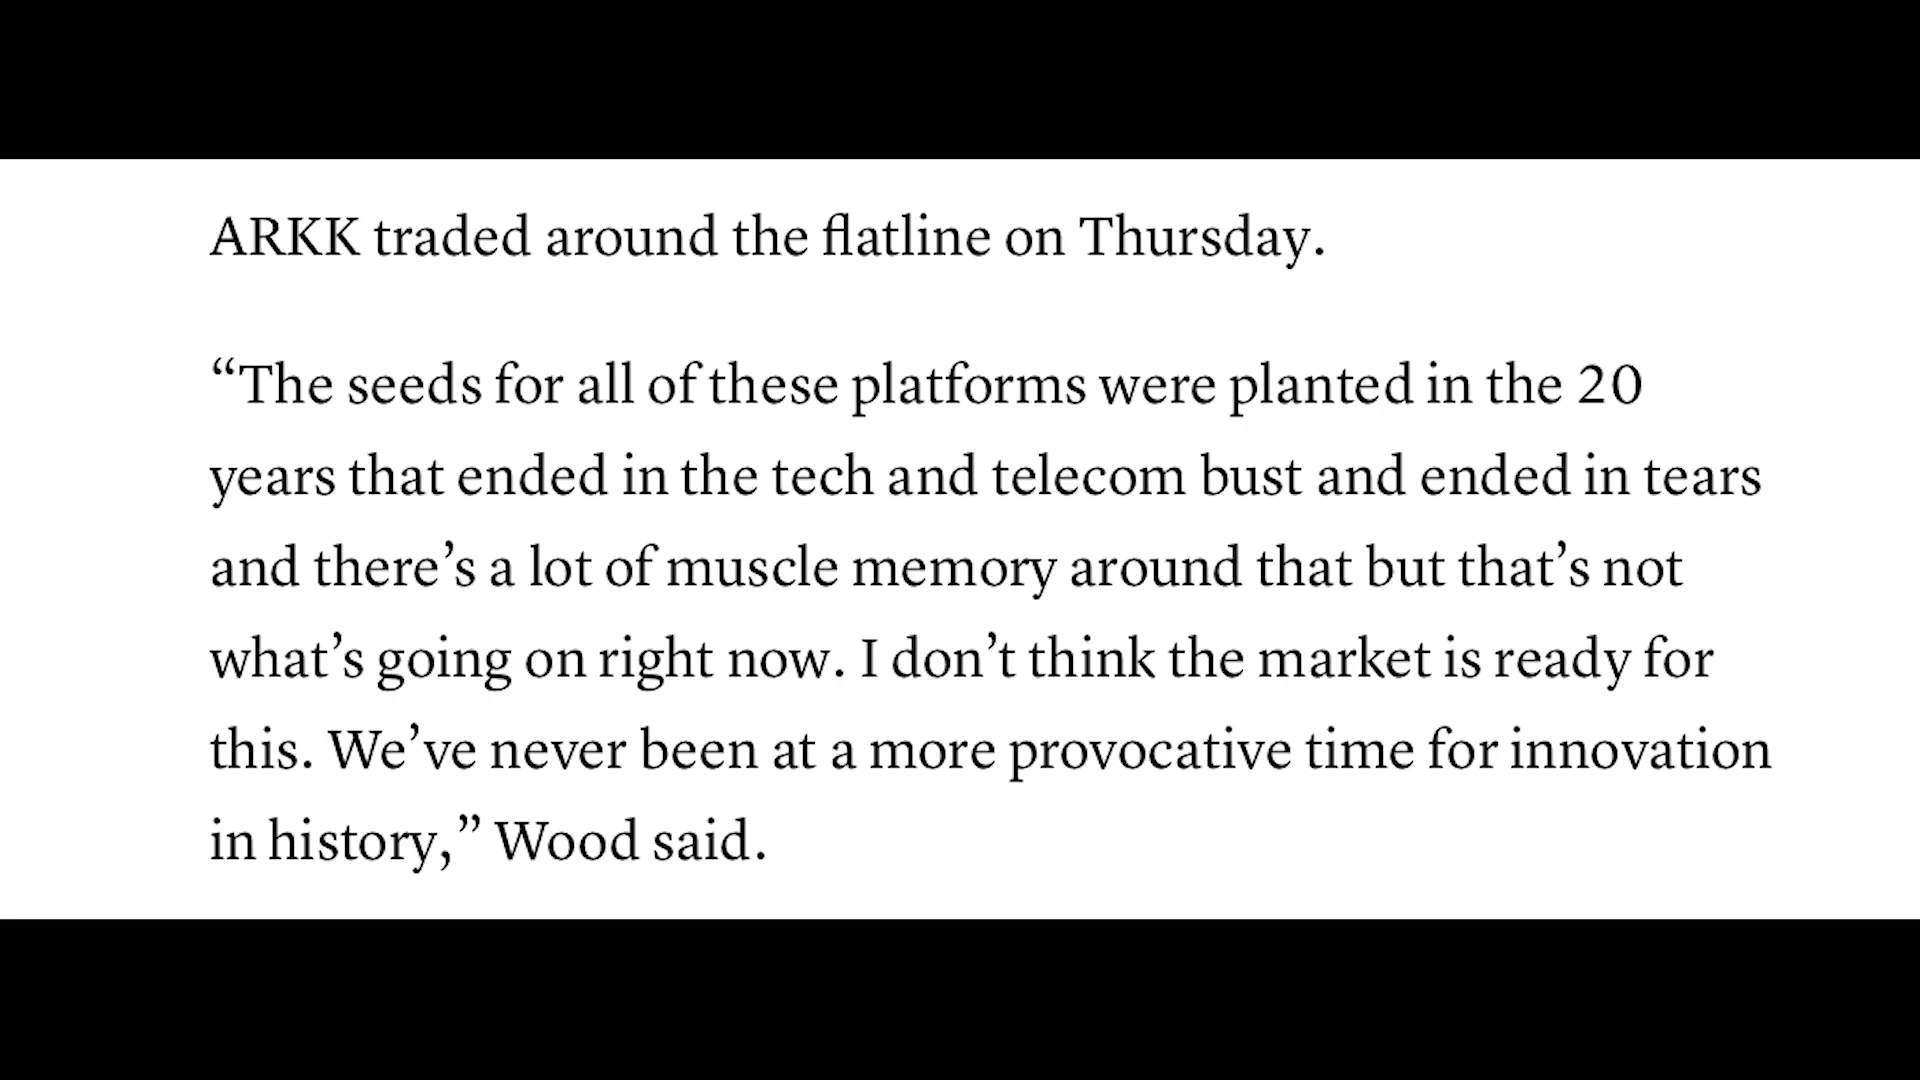 ARKK traded around the flatline on Thursday.
“The seeds for all of these platforms were planted in the 20
years that ended in the tech and telecom bust and ended in tears
and there’s a lot of muscle memory around that but that’s not
what’s going on right now. I don’t think the market is ready for
this. We’ve never been at a more provocative time for innovation
in history,” Wood said.